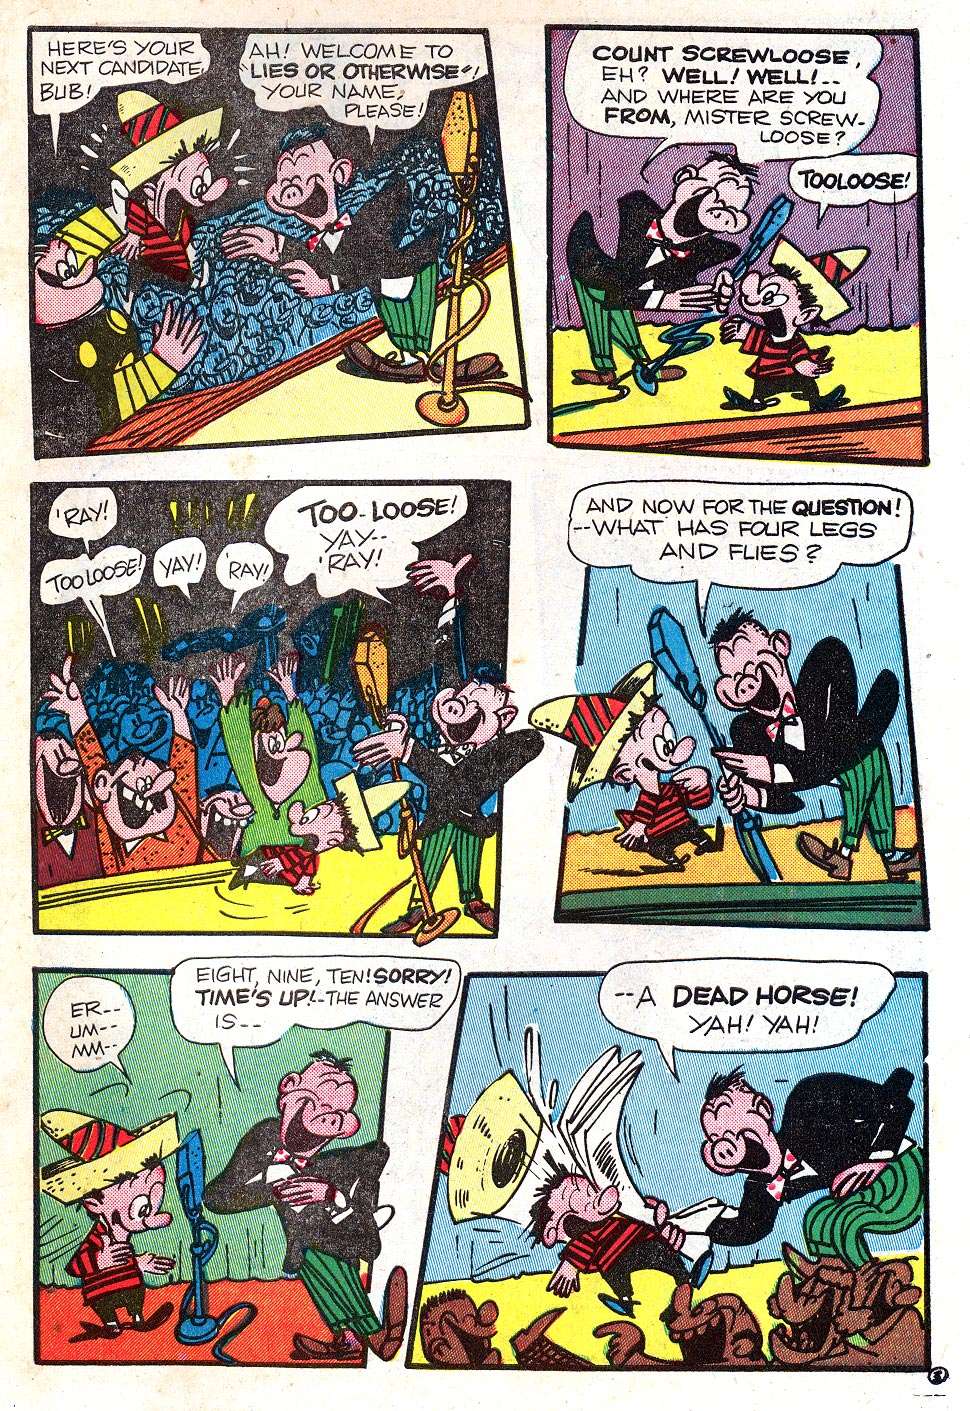 HERE'S YOUR
NEXT CANDIDATE,
BUB!
AH! WELCOME TO
"LIES OR OTHERWISE"!
YOUR NAME,
PLEASE!
COUNT SCREWLOOSE,
EH? WELL! WELL!--
AND WHERE ARE YOU
FROM, MISTER SCREW-
LOOSE?
TOOLOOSE!
'RAY!
TOOLOOSE!
YAY!
'RAY!
TOO-LOOSE!
YAY--
'RAY!
AND NOW FOR THE QUESTION!
--WHAT HAS FOUR LEGS
AND FLIES?
ER--
UM--
MM--
EIGHT, NINE, TEN! SORRY!
TIME'S UP!--THE ANSWER
IS--
--A DEAD HORSE!
YAH! YAH!